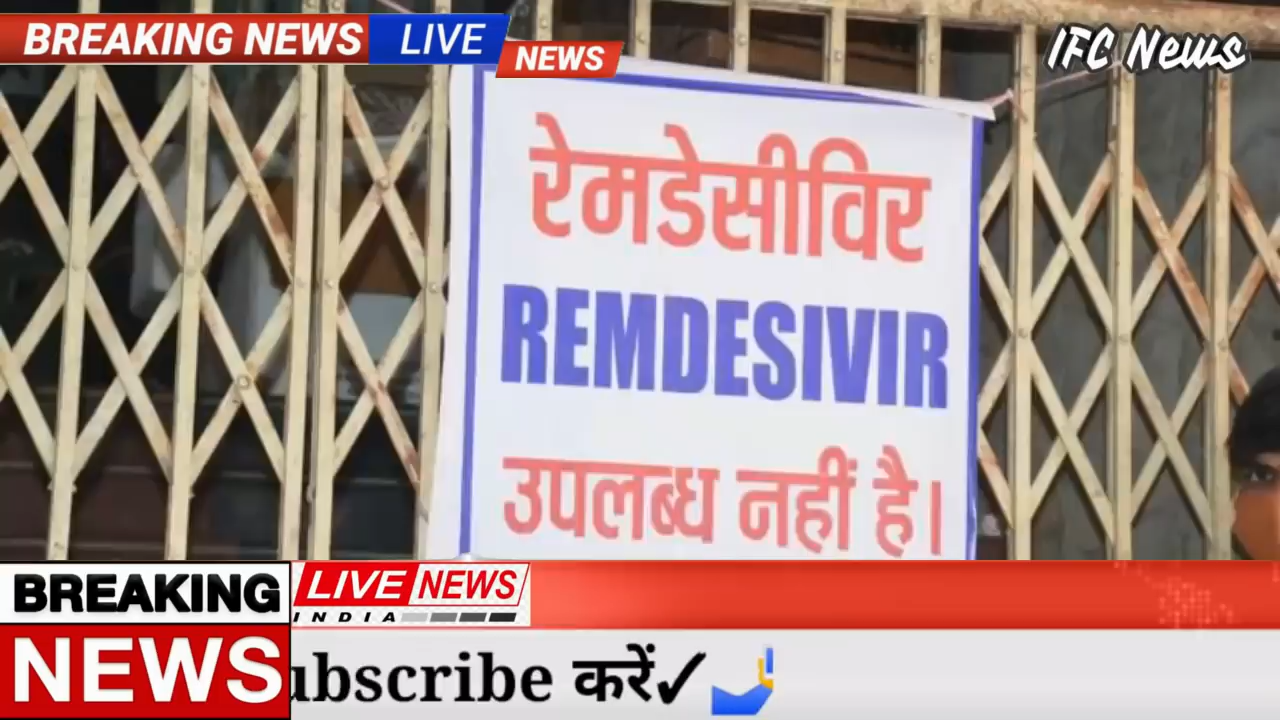 BREAKING NEWS LIVE
NEWS
IFC News
रेमडेसीविर
REMDESIVIR
उपलब्ध नहीं है।
BREAKING
NEWS
LIVE NEWS
INDIA
ubscribe करें✓